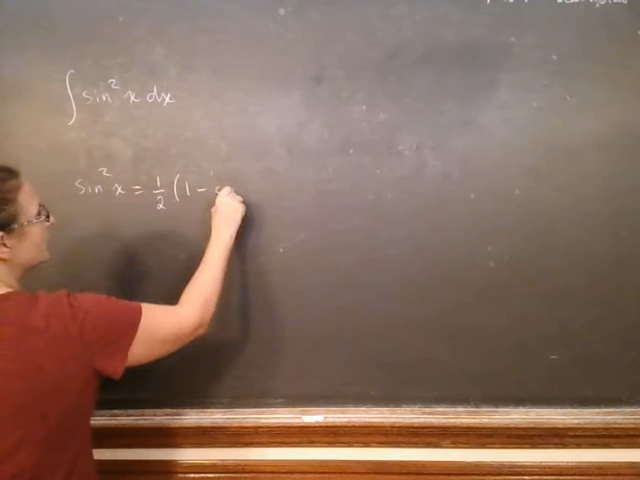 ∫ sin² x dx
sin² x = 1/2 (1 -